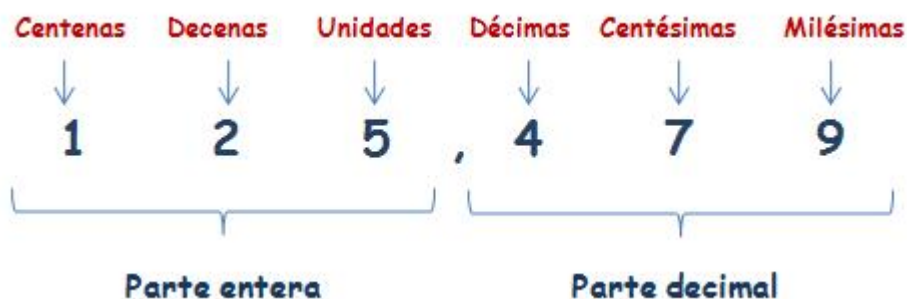 Centenas Decenas Unidades Décimas Centésimas Milésimas
1 2 5 , 4 7 9
Parte entera Parte decimal